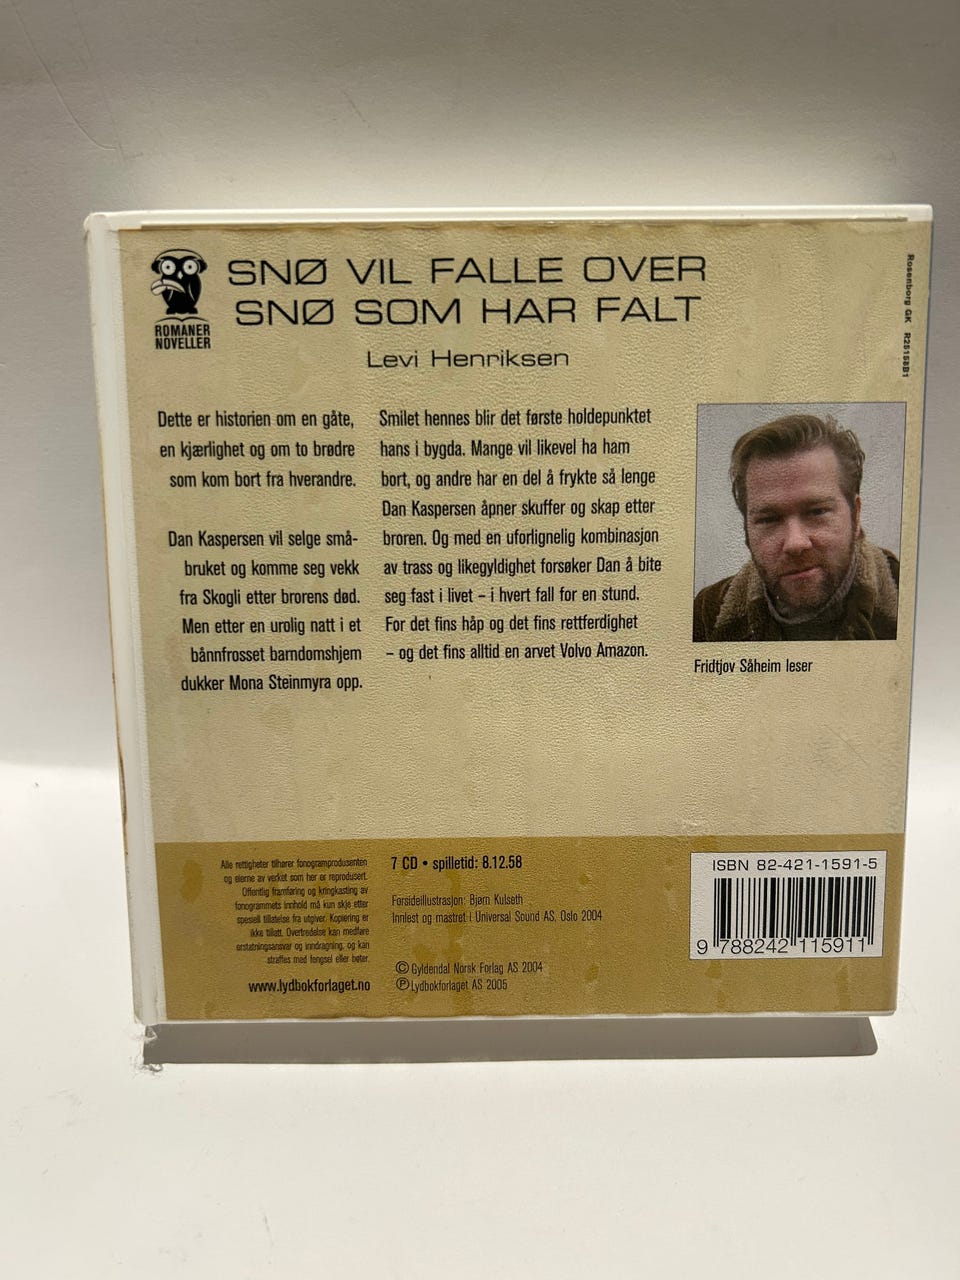 SNØ VIL FALLE OVER
SNØ SOM HAR FALT
Levi Henriksen
ROMANER
NOVELLER
Dette er historien om en gåte,
en kjærlighet og om to brødre
som kom bort fra hverandre.
Dan Kaspersen vil selge små-
bruket og komme seg vekk
fra Skogli etter brorens død.
Men etter en urolig natt i et
bånnfrosset barndomshjem
dukker Mona Steinmyra opp.
Smilet hennes blir det første holdepunktet
hans i bygda. Mange vil likevel ha ham
bort, og andre har en del å frykte så lenge
Dan Kaspersen åpner skuffer og skap etter
broren. Og med en uforlignelig kombinasjon
av trass og likegyldighet forsøker Dan å bite
seg fast i livet – i hvert fall for en stund.
For det fins håp og det fins rettferdighet
– og det fins alltid en arvet Volvo Amazon.
Fridtjov Såheim leser
Rosenborg GK R25158B1
Alle rettigheter tilhører fonogramprodusenten
og eierne av verket som her er reprodusert.
Offentlig framføring og kringkasting av
fonogrammets innhold må kun skje etter
spesiell tillatelse fra utgiver. Kopiering er
ikke tillatt. Overtredelse kan medføre
erstatningsansvar og inndragning, og kan
straffes med fengsel eller bøter.
www.lydbokforlaget.no
7 CD • spilletid: 8.12.58
Forsideillustrasjon: Bjørn Kulseth
Innlest og mastret i Universal Sound AS, Oslo 2004
© Gyldendal Norsk Forlag AS 2004
℗ Lydbokforlaget AS 2005
ISBN 82-421-1591-5
9 788242 115911